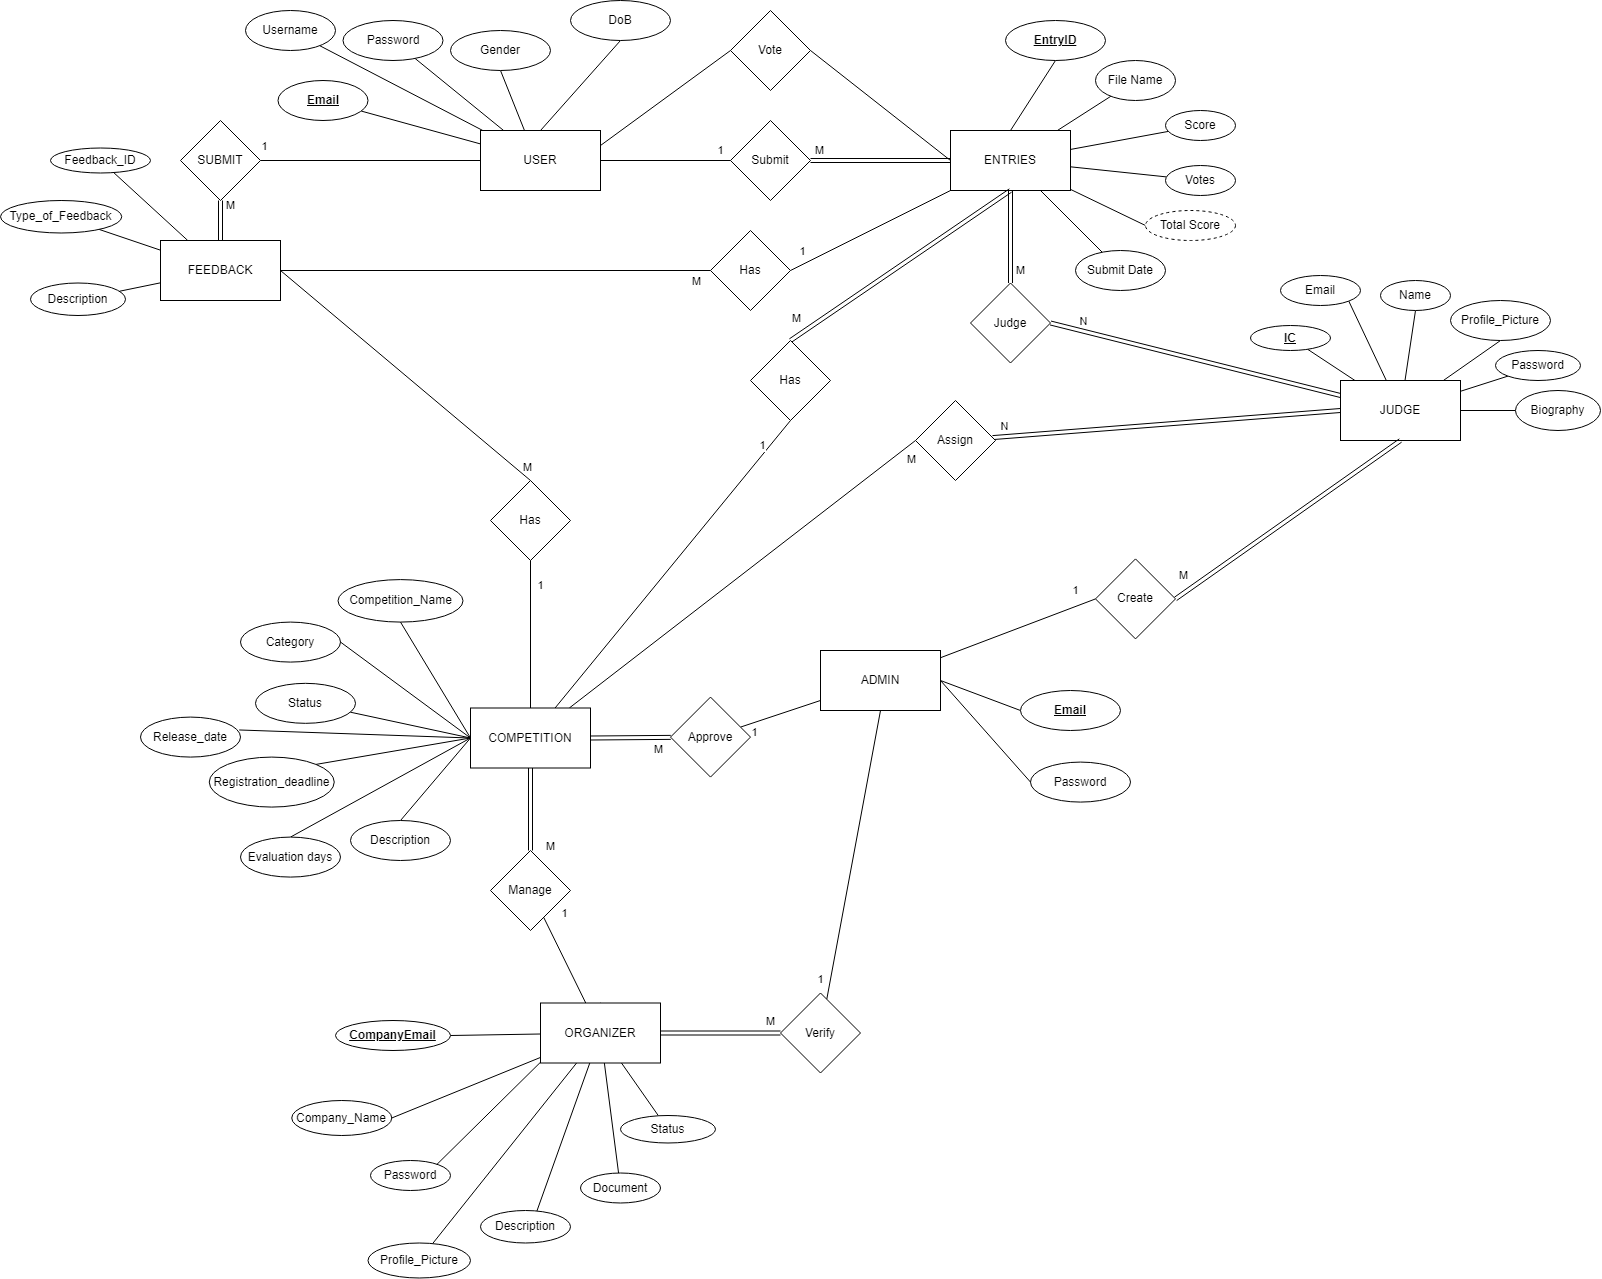 DoB
Username
Password
Gender
Vote
EntryID
File Name
Email
Score
SUBMIT
1
USER
1
Submit
M
ENTRIES
Feedback_ID
Votes
M
Type_of_Feedback
Total Score
1
FEEDBACK
M
Has
M
Submit Date
Description
Email
Name
M
Judge
N
Profile_Picture
IC
Password
Has
JUDGE
Biography
N
1
M
Assign
M
Has
M
1
1
Create
Competition_Name
Category
ADMIN
Status
Email
Release_date
COMPETITION
M
Approve
1
Registration_deadline
Password
Description
M
Evaluation days
Manage
1
1
M
CompanyEmail
ORGANIZER
Verify
Company_Name
Status
Password
Document
Description
Profile_Picture